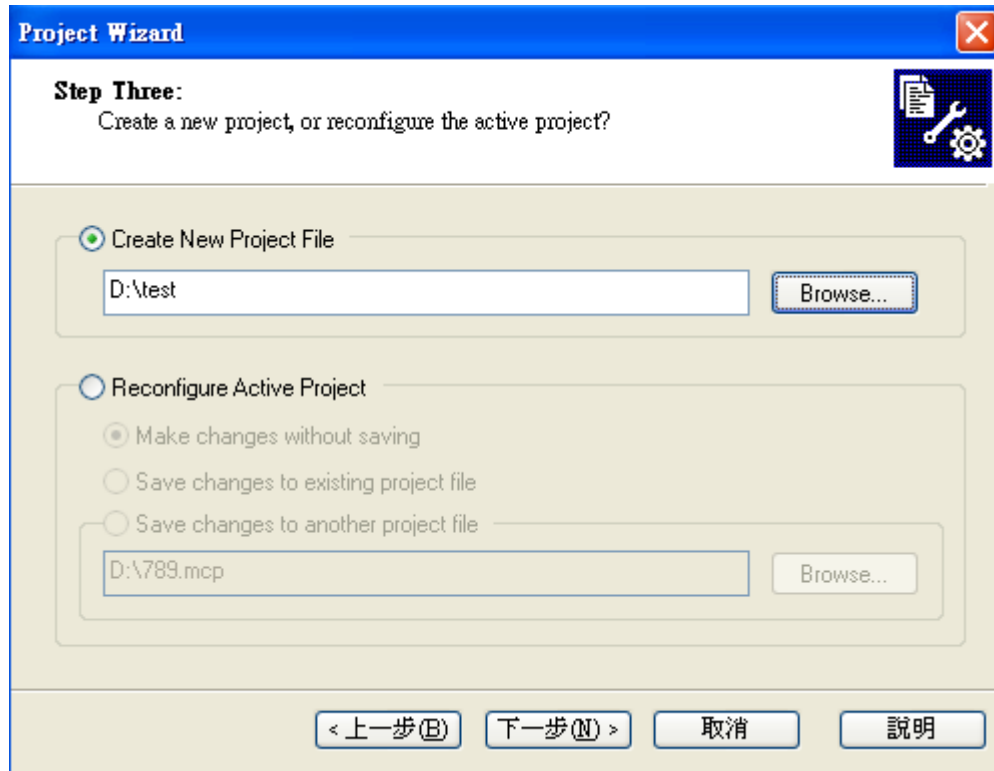 Project Wizard
Step Three:
Create a new project, or reconfigure the active project?
Create New Project File
D:\test
Browse...
Reconfigure Active Project
Make changes without saving
Save changes to existing project file
Save changes to another project file
D:\789.mcp
Browse...
<上一步(B) 下一步(N)> 取消 說明